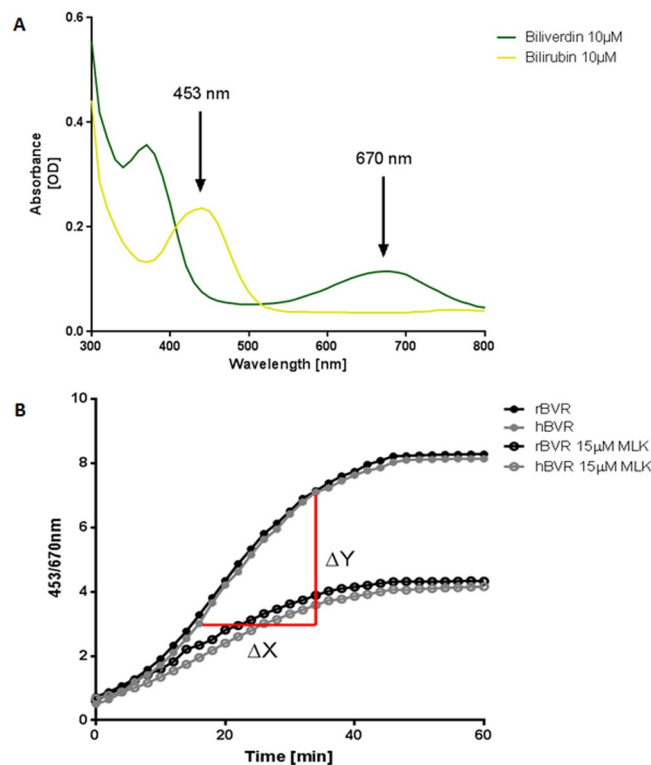 A
Biliverdin 10µM
Bilirubin 10µM
453 nm
670 nm
Absorbance
[OD]
0.6
0.4
0.2
0.0
300 400 500 600 700 800
Wavelength [nm]
B
rBVR
hBVR
rBVR 15µM MLK
hBVR 15µM MLK
453/670nm
10
8
6
4
2
0
ΔY
ΔX
0 20 40 60
Time [min]